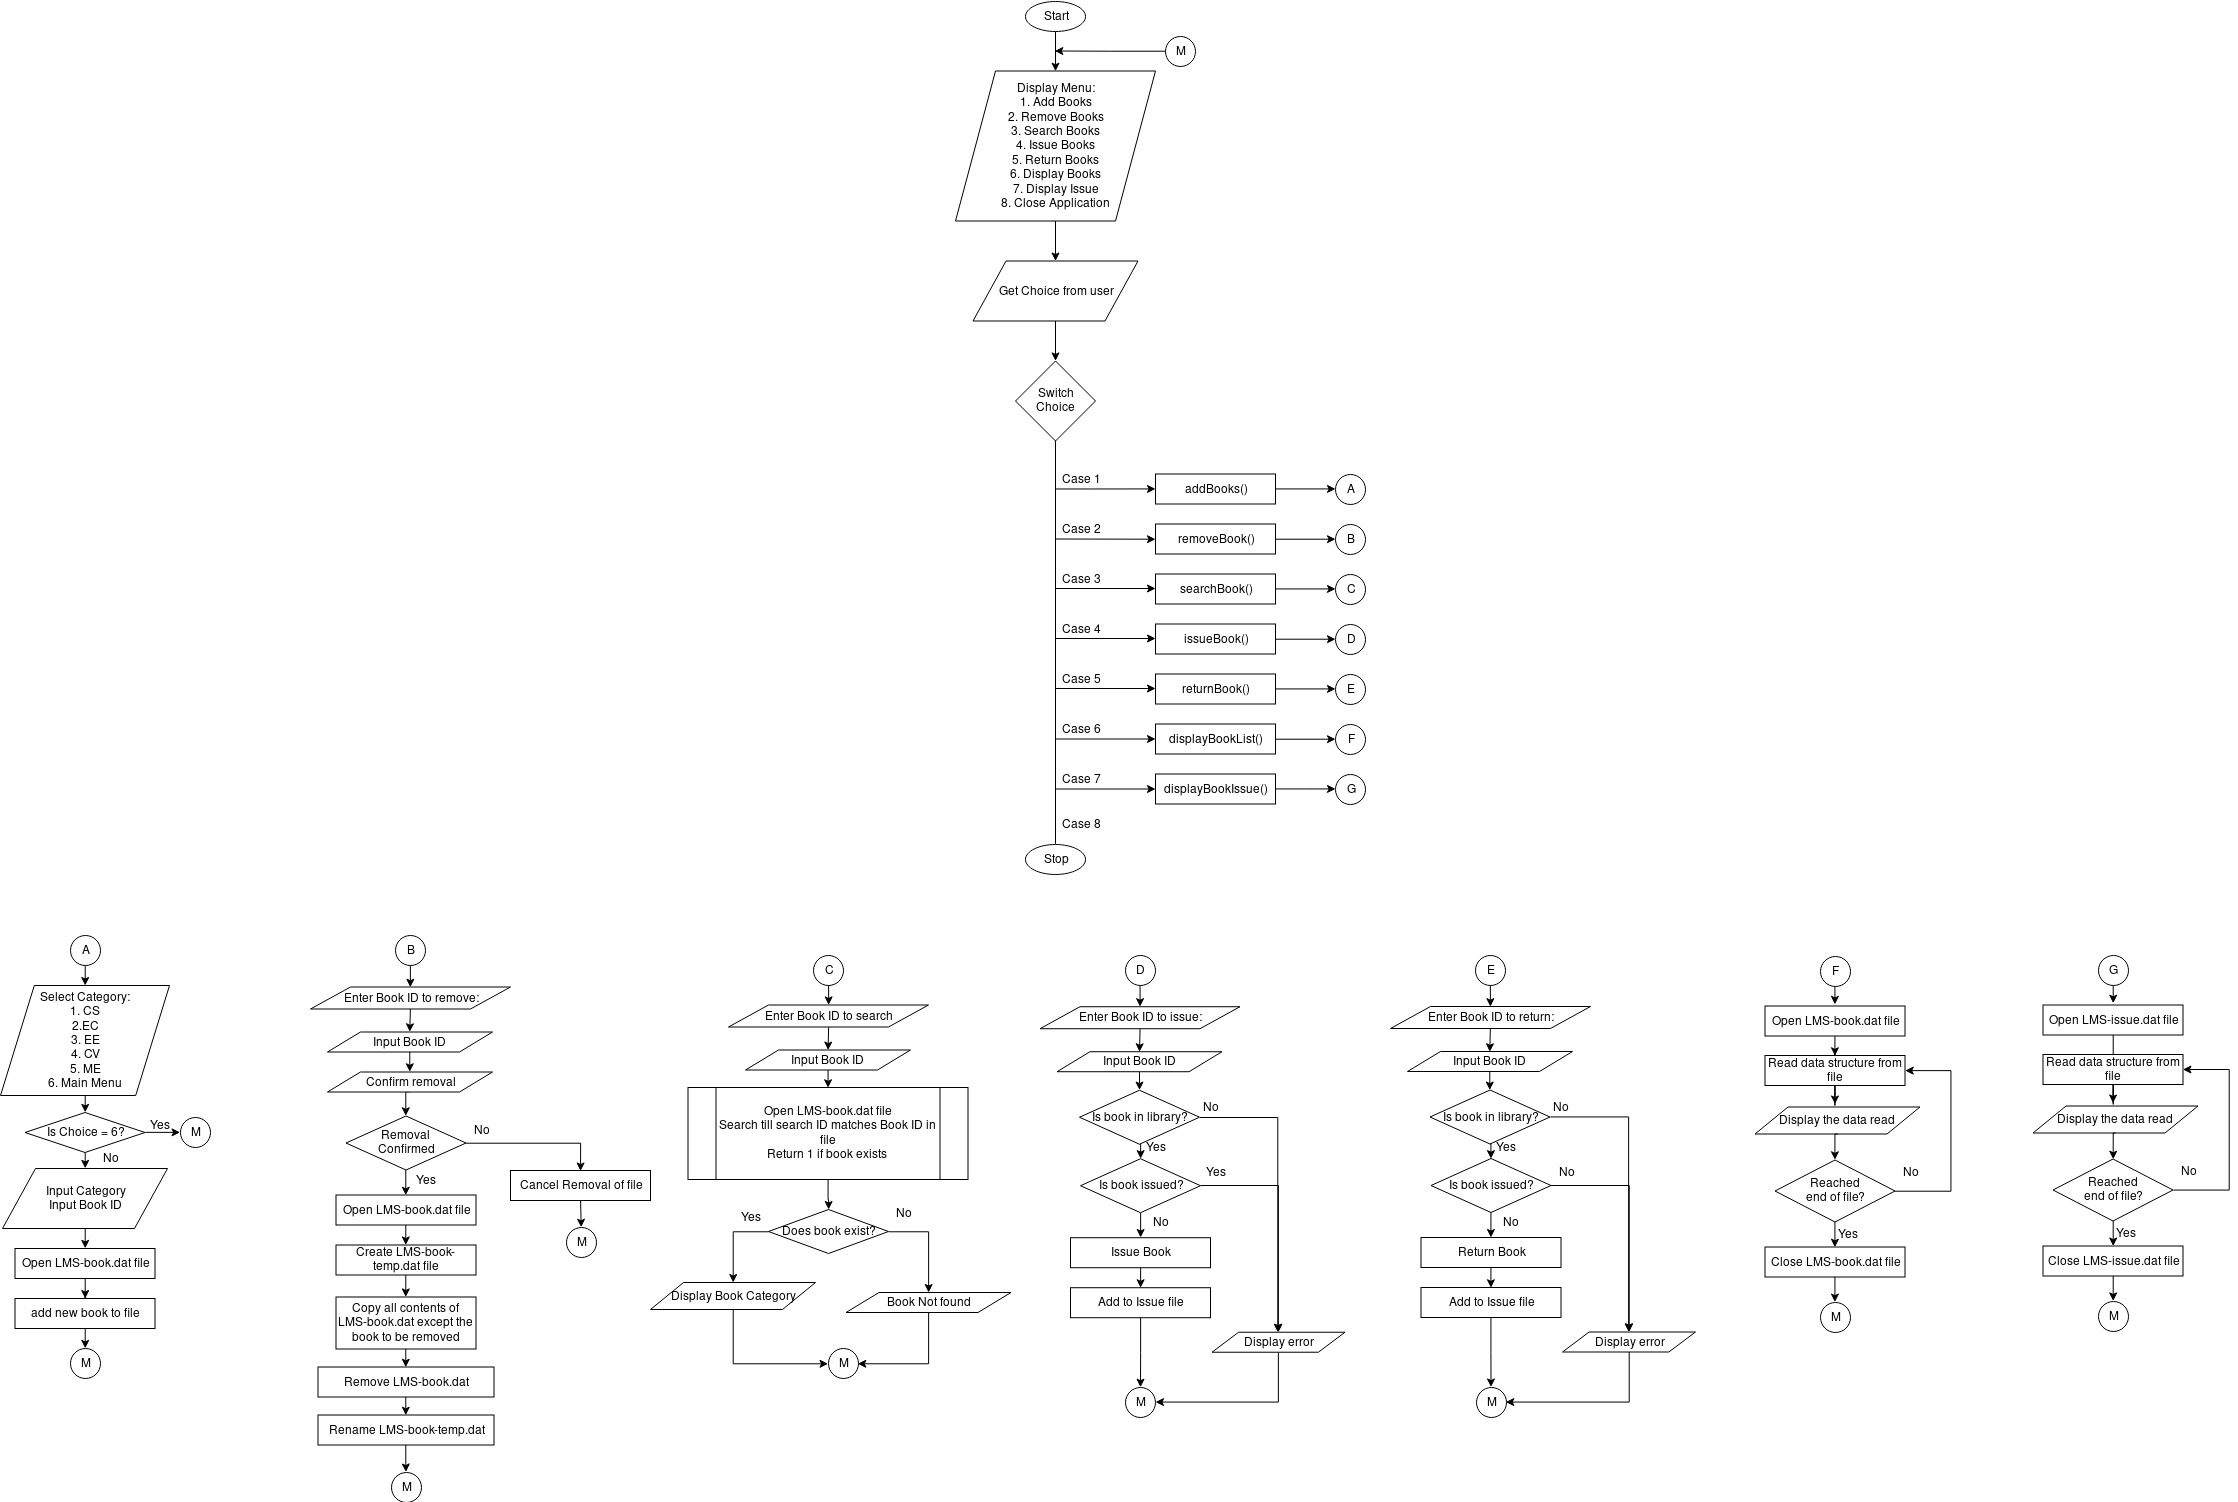 Start
M
Display Menu:
1. Add Books
2. Remove Books
3. Search Books
4. Issue Books
5. Return Books
6. Display Books
7. Display Issue
8. Close Application
Get Choice from user
Switch
Choice
Case 1
addBooks()
A
Case 2
removeBook()
B
Case 3
searchBook()
C
Case 4
issueBook()
D
Case 5
returnBook()
E
Case 6
displayBookList()
F
Case 7
displayBookIssue()
G
Case 8
Stop
A
Select Category:
1. CS
2.EC
3. EE
4. CV
5. ME
6. Main Menu
Is Choice = 6?
Yes
M
No
Input Category
Input Book ID
Open LMS-book.dat file
add new book to file
M
B
Enter Book ID to remove:
Input Book ID
Confirm removal
Removal
Confirmed
No
Cancel Removal of file
M
Yes
Open LMS-book.dat file
Create LMS-book-
temp.dat file
Copy all contents of
LMS-book.dat except the
book to be removed
Remove LMS-book.dat
Rename LMS-book-temp.dat
M
C
Enter Book ID to search
Input Book ID
Open LMS-book.dat file
Search till search ID matches Book ID in
file
Return 1 if book exists
Does book exist?
Yes
No
Display Book Category
Book Not found
M
D
Enter Book ID to issue:
Input Book ID
Is book in library?
No
Yes
Is book issued?
Yes
No
Issue Book
Add to Issue file
Display error
M
E
Enter Book ID to return:
Input Book ID
Is book in library?
No
Yes
Is book issued?
No
No
Return Book
Add to Issue file
Display error
M
F
Open LMS-book.dat file
Read data structure from
file
Display the data read
Reached
end of file?
No
Yes
Close LMS-book.dat file
M
G
Open LMS-issue.dat file
Read data structure from
file
Display the data read
Reached
end of file?
No
Yes
Close LMS-issue.dat file
M